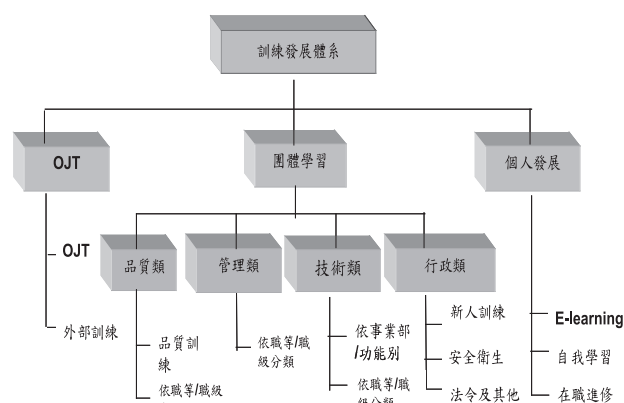 訓練發展體系
OJT
團體學習
個人發展
OJT
外部訓練
品質類
管理類
技術類
行政類
品質訓
練
依職等/職級
依職等/職
級分類
依事業部
/功能別
依職等/職
級分類
新人訓練
安全衛生
法令及其他
E-learning
自我學習
在職進修